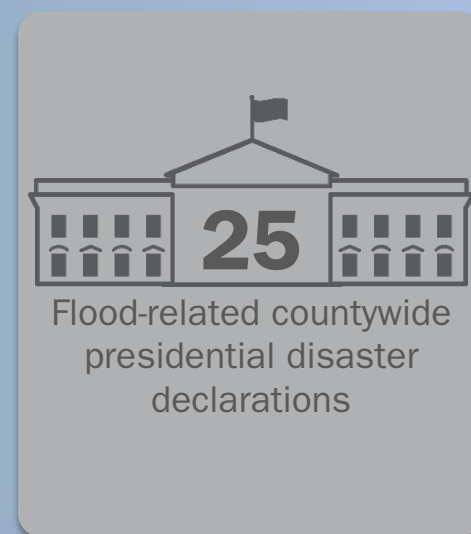 25
Flood-related countywide
presidential disaster
declarations